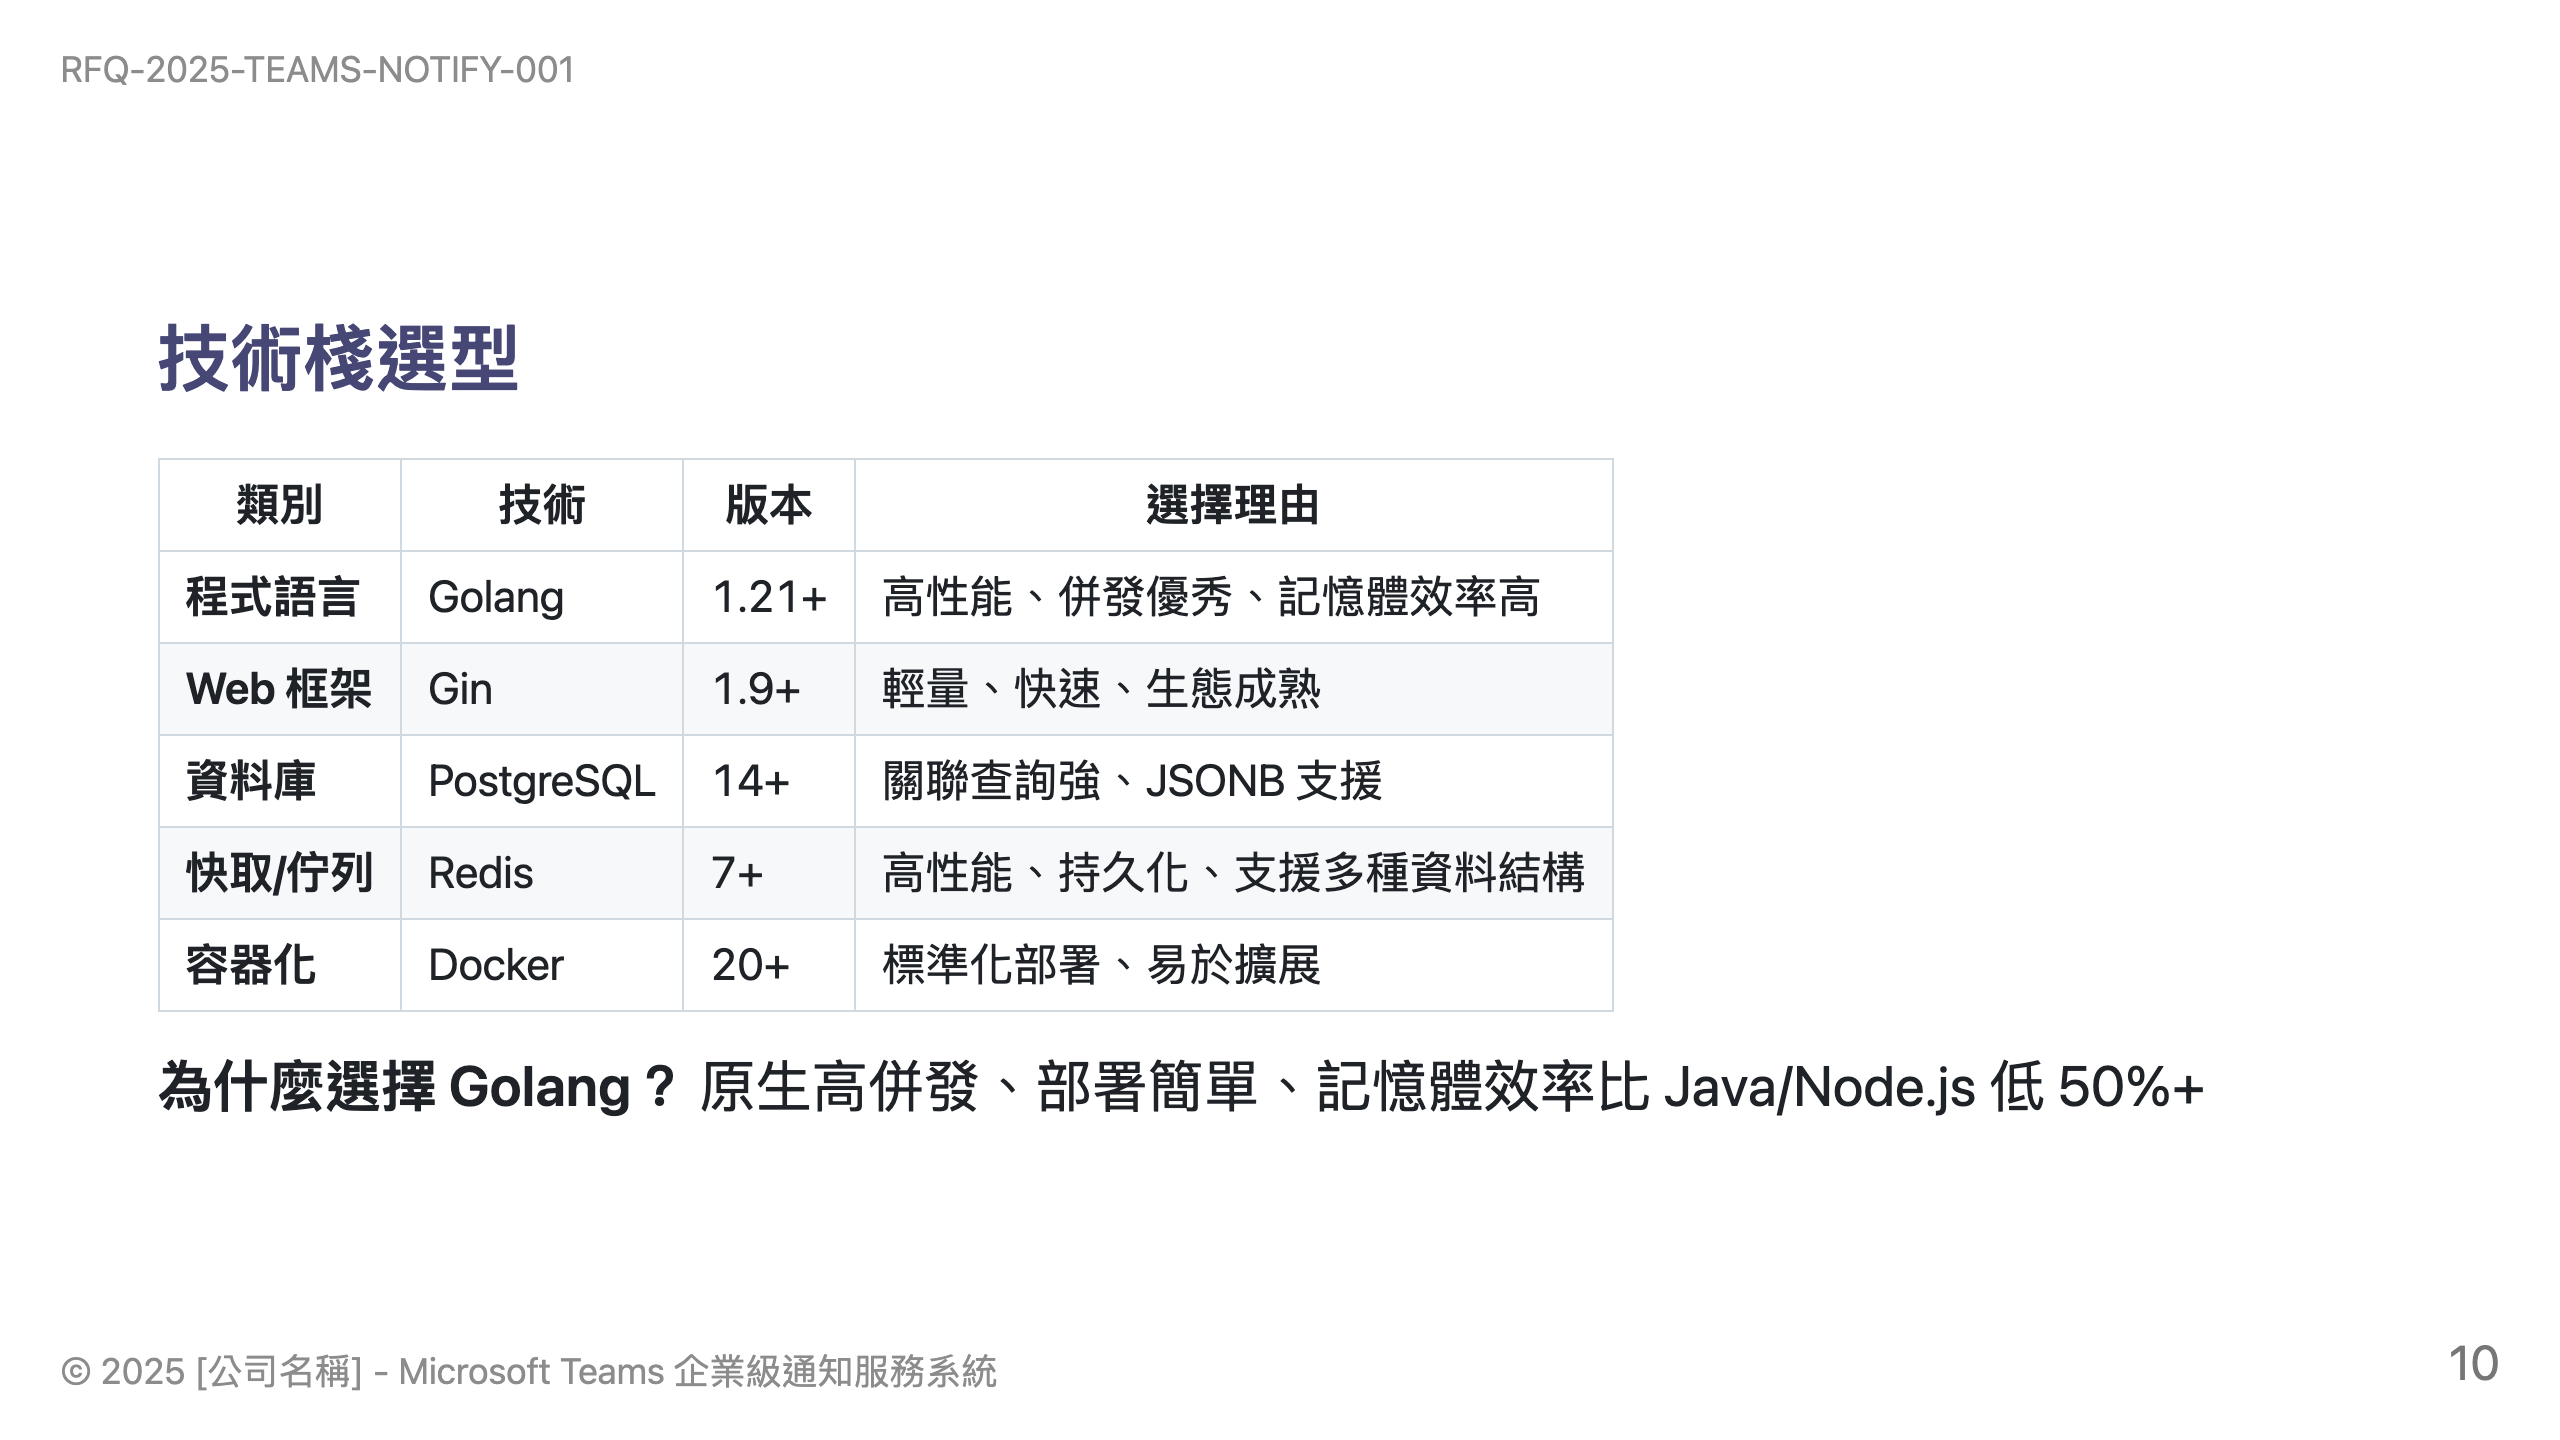 RFQ-2025-TEAMS-NOTIFY-001
技術棧選型
類別 技術 版本 選擇理由
程式語言 Golang 1.21+ 高性能、併發優秀、記憶體效率高
Web 框架 Gin 1.9+ 輕量、快速、生態成熟
資料庫 PostgreSQL 14+ 關聯查詢強、JSONB 支援
快取/佇列 Redis 7+ 高性能、持久化、支援多種資料結構
容器化 Docker 20+ 標準化部署、易於擴展
為什麼選擇 Golang？ 原生高併發、部署簡單、記憶體效率比 Java/Node.js 低 50%+
© 2025 [公司名稱] - Microsoft Teams 企業級通知服務系統
10